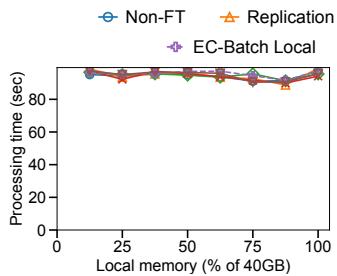 Non-FT
Replication
EC-Batch Local
Processing time (sec)
80
60
40
20
0
0
25
50
75
100
Local memory (% of 40GB)